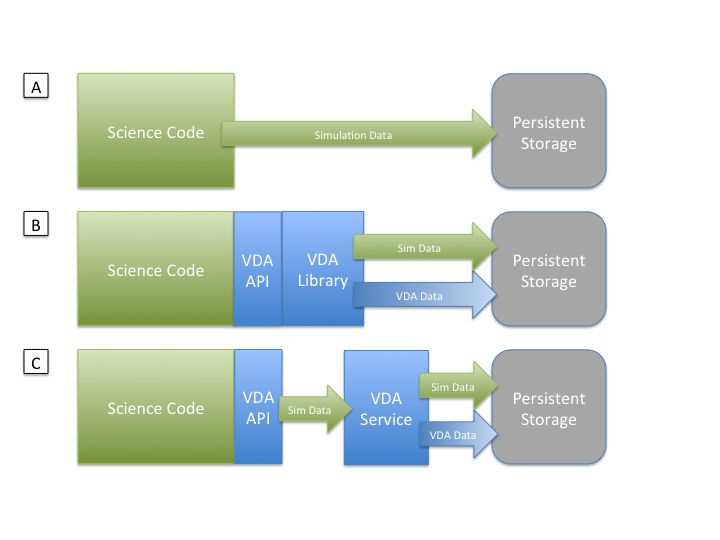 A
Science Code
Simulation Data
Persistent
Storage
B
Science Code
VDA
API
VDA
Library
Sim Data
VDA Data
Persistent
Storage
C
Science Code
VDA
API
Sim Data
VDA
Service
Sim Data
VDA Data
Persistent
Storage